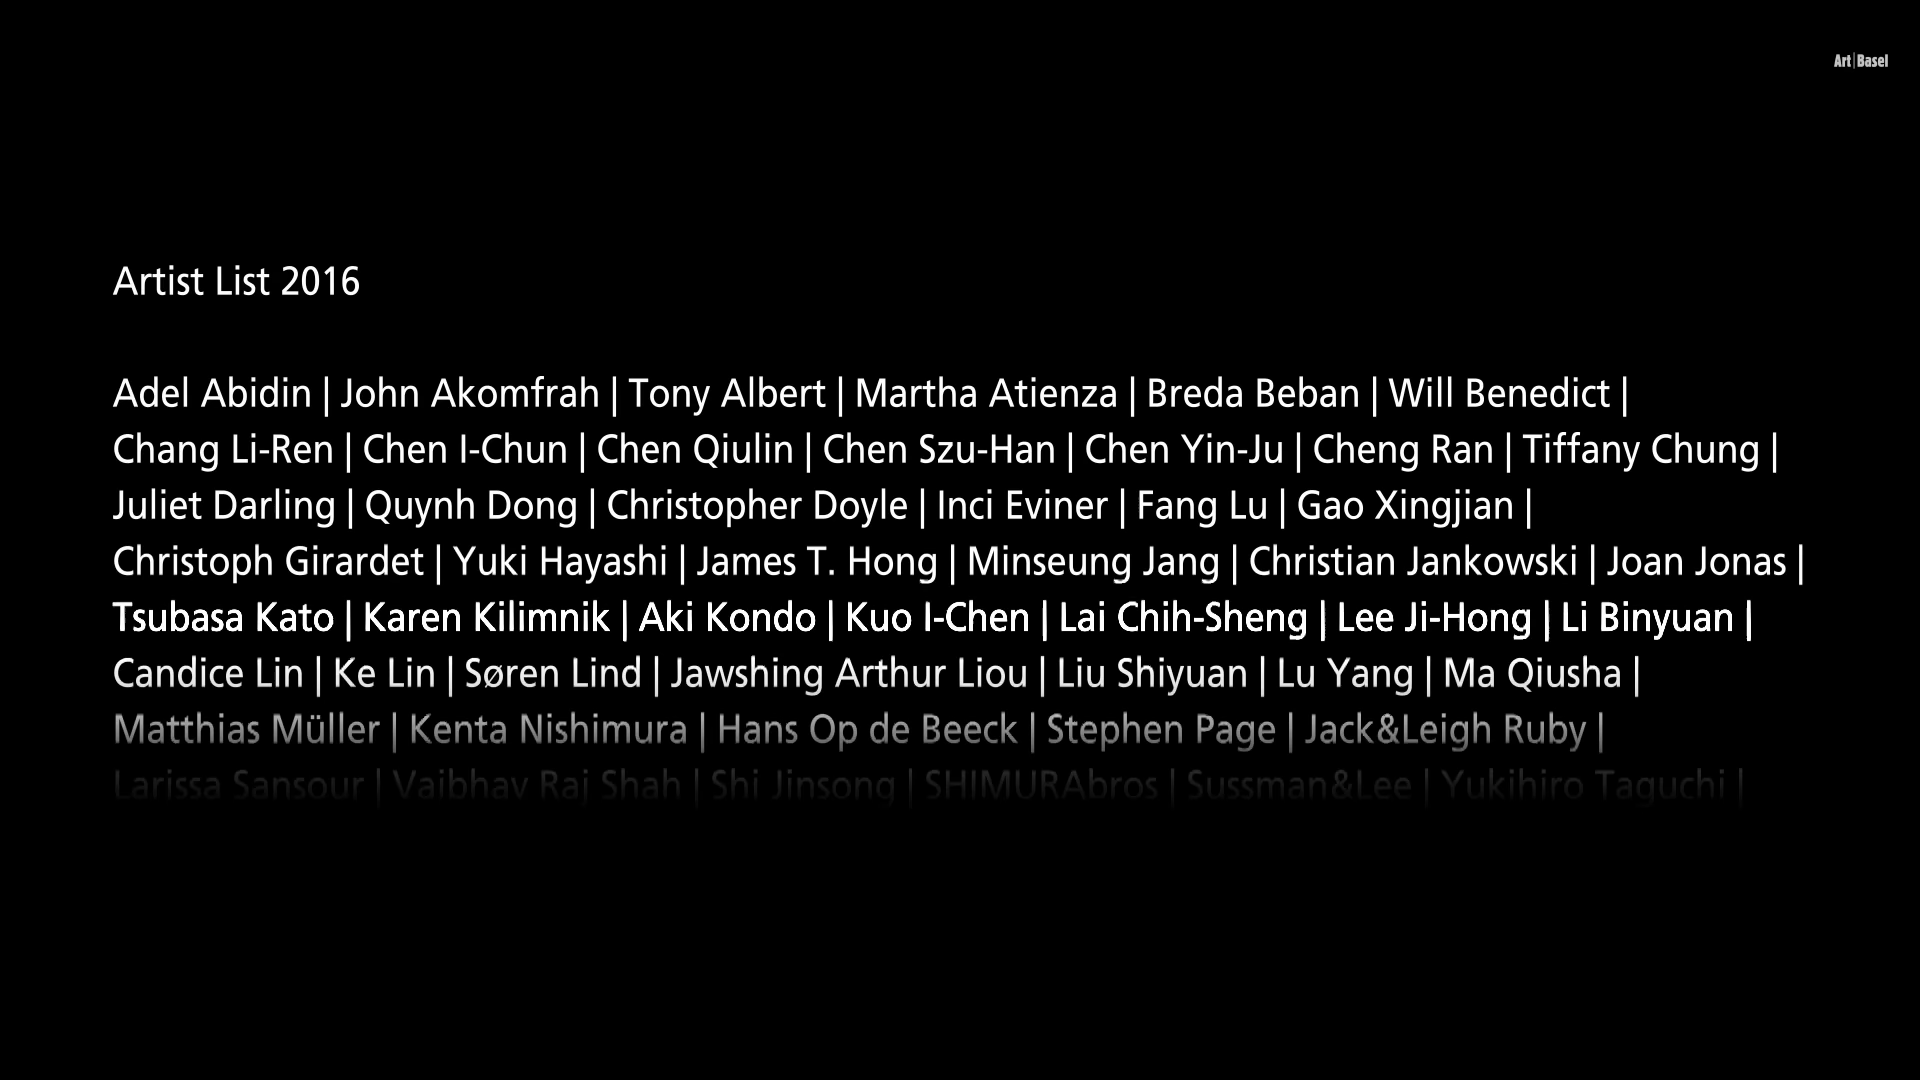 Art|Basel
Artist List 2016
Adel Abidin | John Akomfrah | Tony Albert | Martha Atienza | Breda Beban | Will Benedict |
Chang Li-Ren | Chen I-Chun | Chen Qiulin | Chen Szu-Han | Chen Yin-Ju | Cheng Ran | Tiffany Chung |
Juliet Darling | Quynh Dong | Christopher Doyle | Inci Eviner | Fang Lu | Gao Xingjian |
Christoph Girardet | Yuki Hayashi | James T. Hong | Minseung Jang | Christian Jankowski | Joan Jonas |
Tsubasa Kato | Karen Kilimnik | Aki Kondo | Kuo I-Chen | Lai Chih-Sheng | Lee Ji-Hong | Li Binyuan |
Candice Lin | Ke Lin | Søren Lind | Jawshing Arthur Liou | Liu Shiyuan | Lu Yang | Ma Qiusha |
Matthias Müller | Kenta Nishimura | Hans Op de Beeck | Stephen Page | Jack&Leigh Ruby |
Larissa Sansour | Vaibhav Raj Shah | Shi Jinsong | SHIMURAbros | Sussman&Lee | Yukihiro Taguchi |